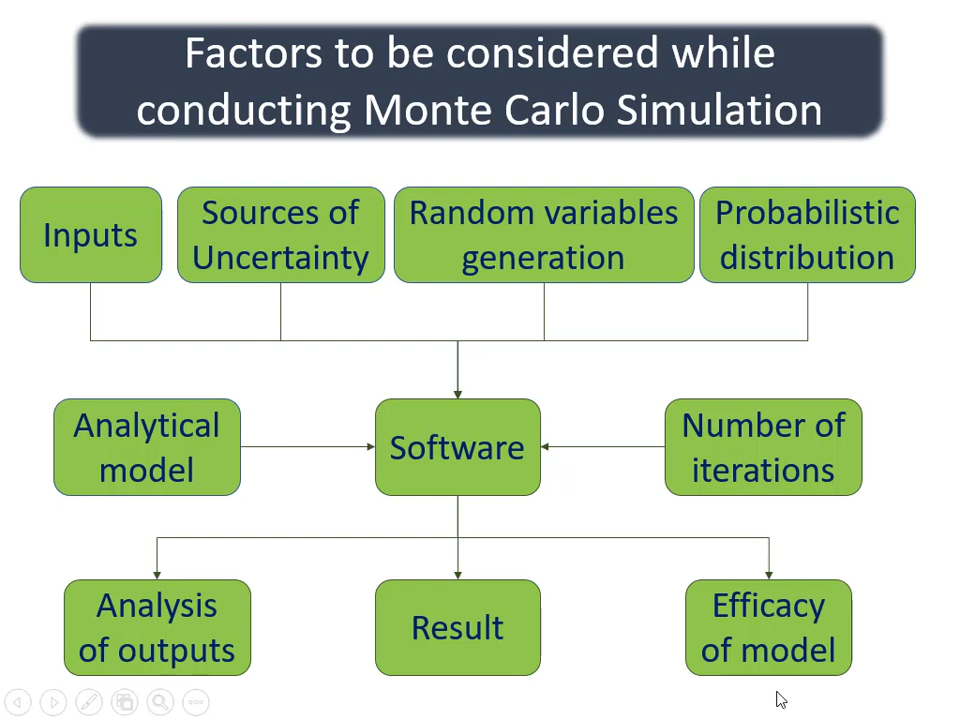 Factors to be considered while
conducting Monte Carlo Simulation
Inputs
Sources of
Uncertainty
Random variables
generation
Probabilistic
distribution
Analytical
model
Software
Number of
iterations
Analysis
of outputs
Result
Efficacy
of model